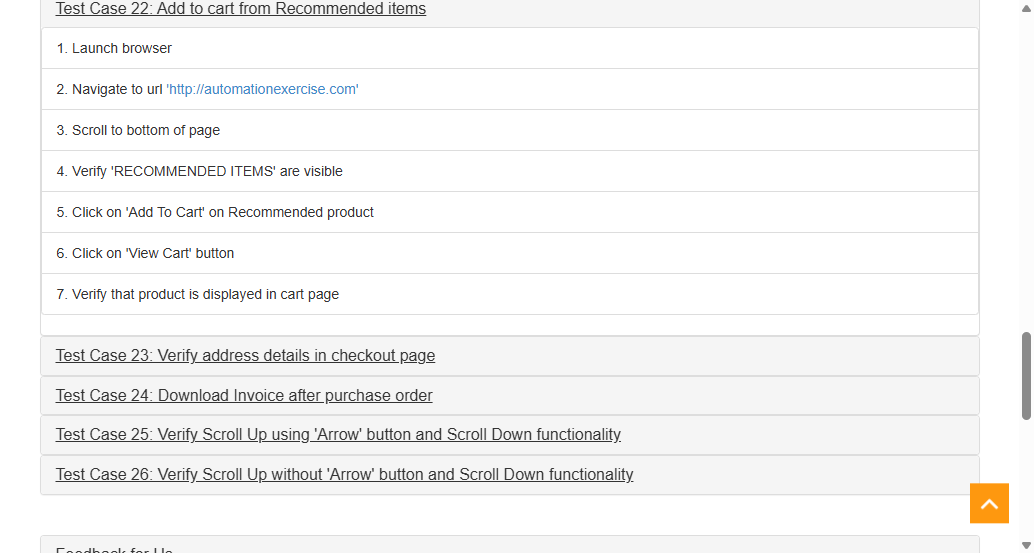 Test Case 22: Add to cart from Recommended items
1. Launch browser
2. Navigate to url 'http://automationexercise.com'
3. Scroll to bottom of page
4. Verify 'RECOMMENDED ITEMS' are visible
5. Click on 'Add To Cart' on Recommended product
6. Click on 'View Cart' button
7. Verify that product is displayed in cart page
Test Case 23: Verify address details in checkout page
Test Case 24: Download Invoice after purchase order
Test Case 25: Verify Scroll Up using 'Arrow' button and Scroll Down functionality
Test Case 26: Verify Scroll Up without 'Arrow' button and Scroll Down functionality
Feedback for Us